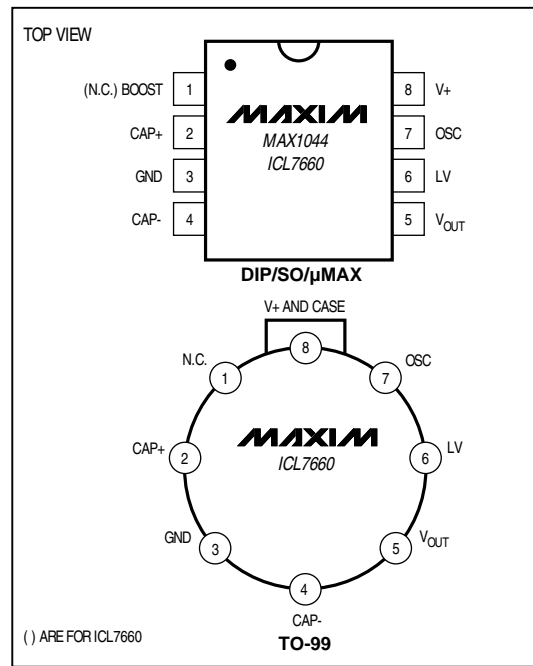 TOP VIEW
(N.C.) BOOST 1
CAP+ 2
GND 3
CAP- 4
MAXIM
MAX1044
ICL7660
8 V+
7 OSC
6 LV
5 VOUT
DIP/SO/µMAX
V+ AND CASE
8
N.C.
1
OSC
7
CAP+
2
MAXIM
ICL7660
6
LV
GND
3
5
VOUT
4
CAP-
TO-99
( ) ARE FOR ICL7660